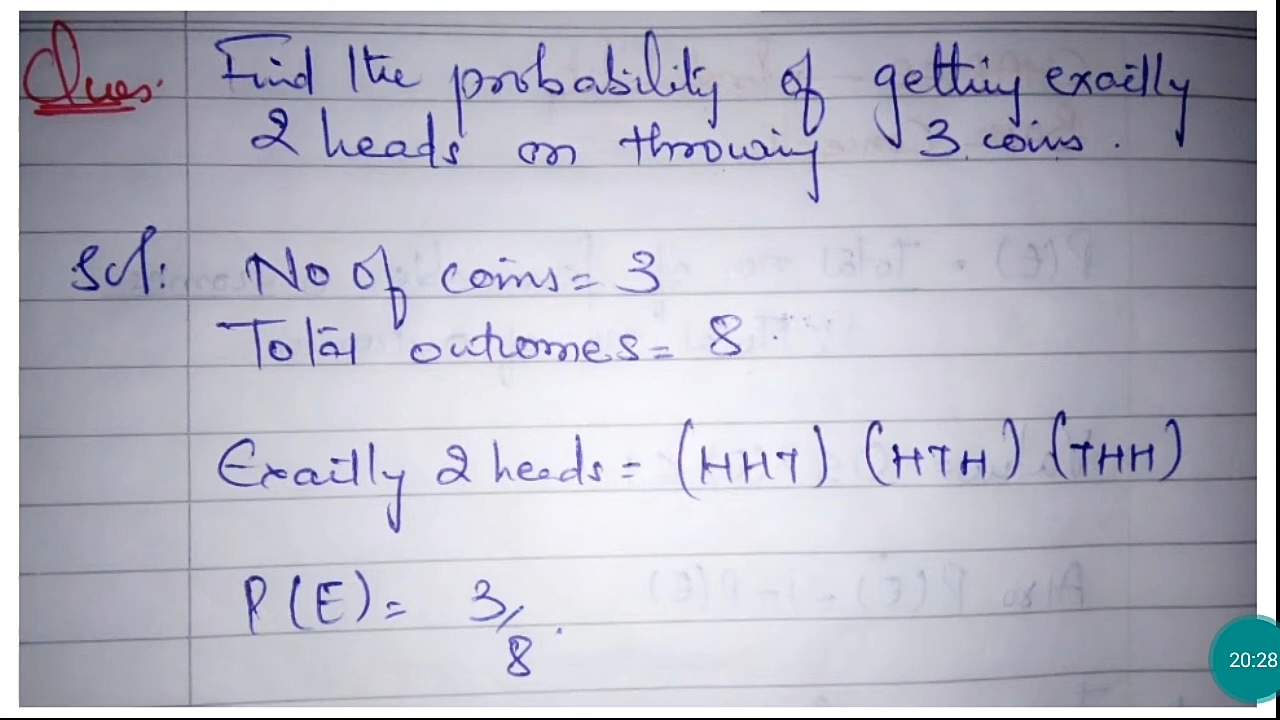 Ques. Find the probability of getting exactly
2 heads on throwing 3 coins.
Sol: No of coins = 3
Total outcomes = 8.
Exactly 2 heads = (HHT) (HTH) (THH)
P(E) = 3/8.
20:28